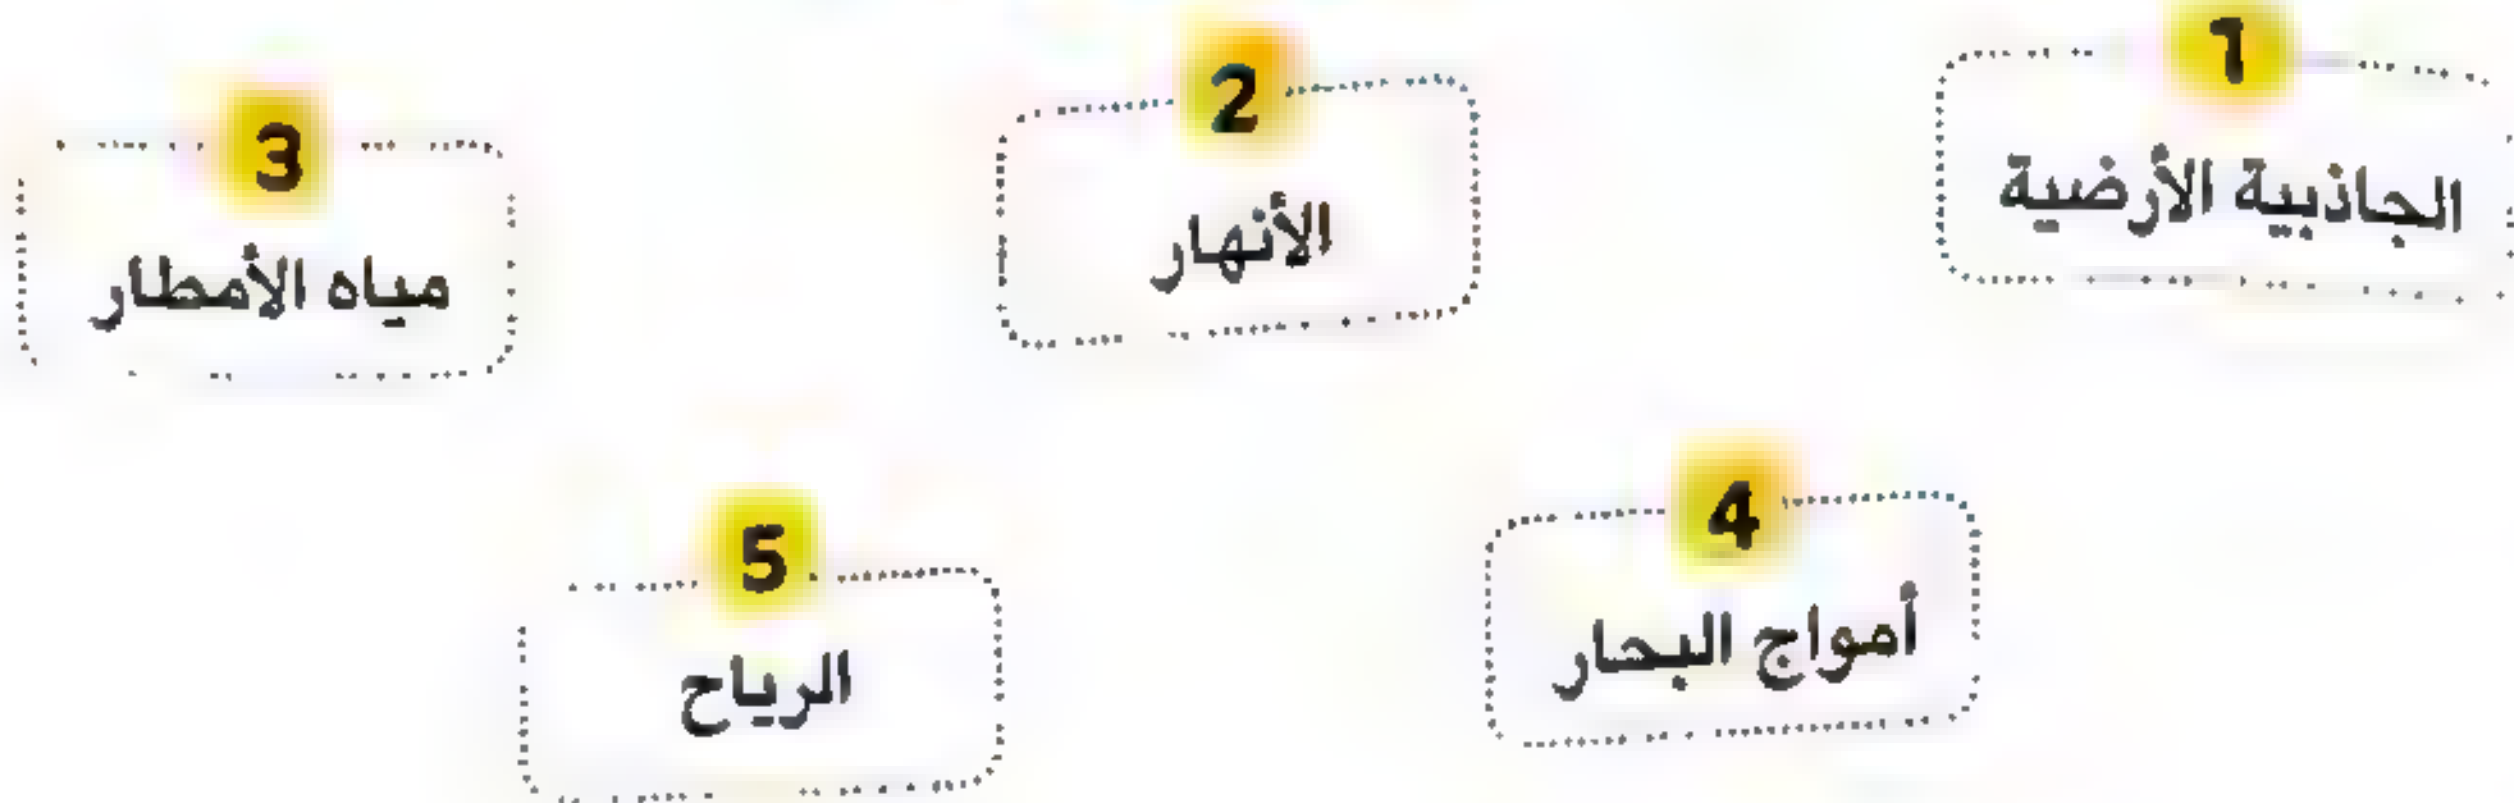 1
الجاذبية الأرضية
2
الأنهار
3
مياه الأمطار
4
أمواج البحار
5
الرياح